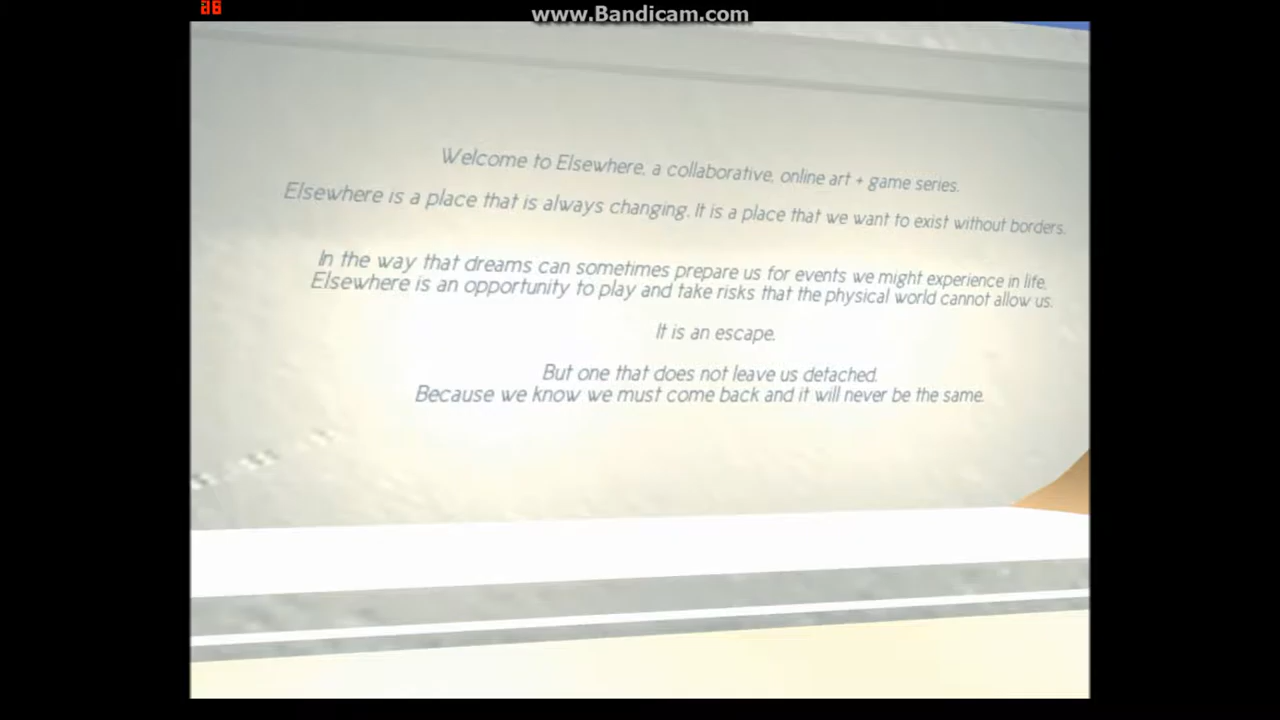 26
www.Bandicam.com
Welcome to Elsewhere, a collaborative, online art + game series.
Elsewhere is a place that is always changing. It is a place that we want to exist without borders.
In the way that dreams can sometimes prepare us for events we might experience in life,
Elsewhere is an opportunity to play and take risks that the physical world cannot allow us.
It is an escape.
But one that does not leave us detached.
Because we know we must come back and it will never be the same.